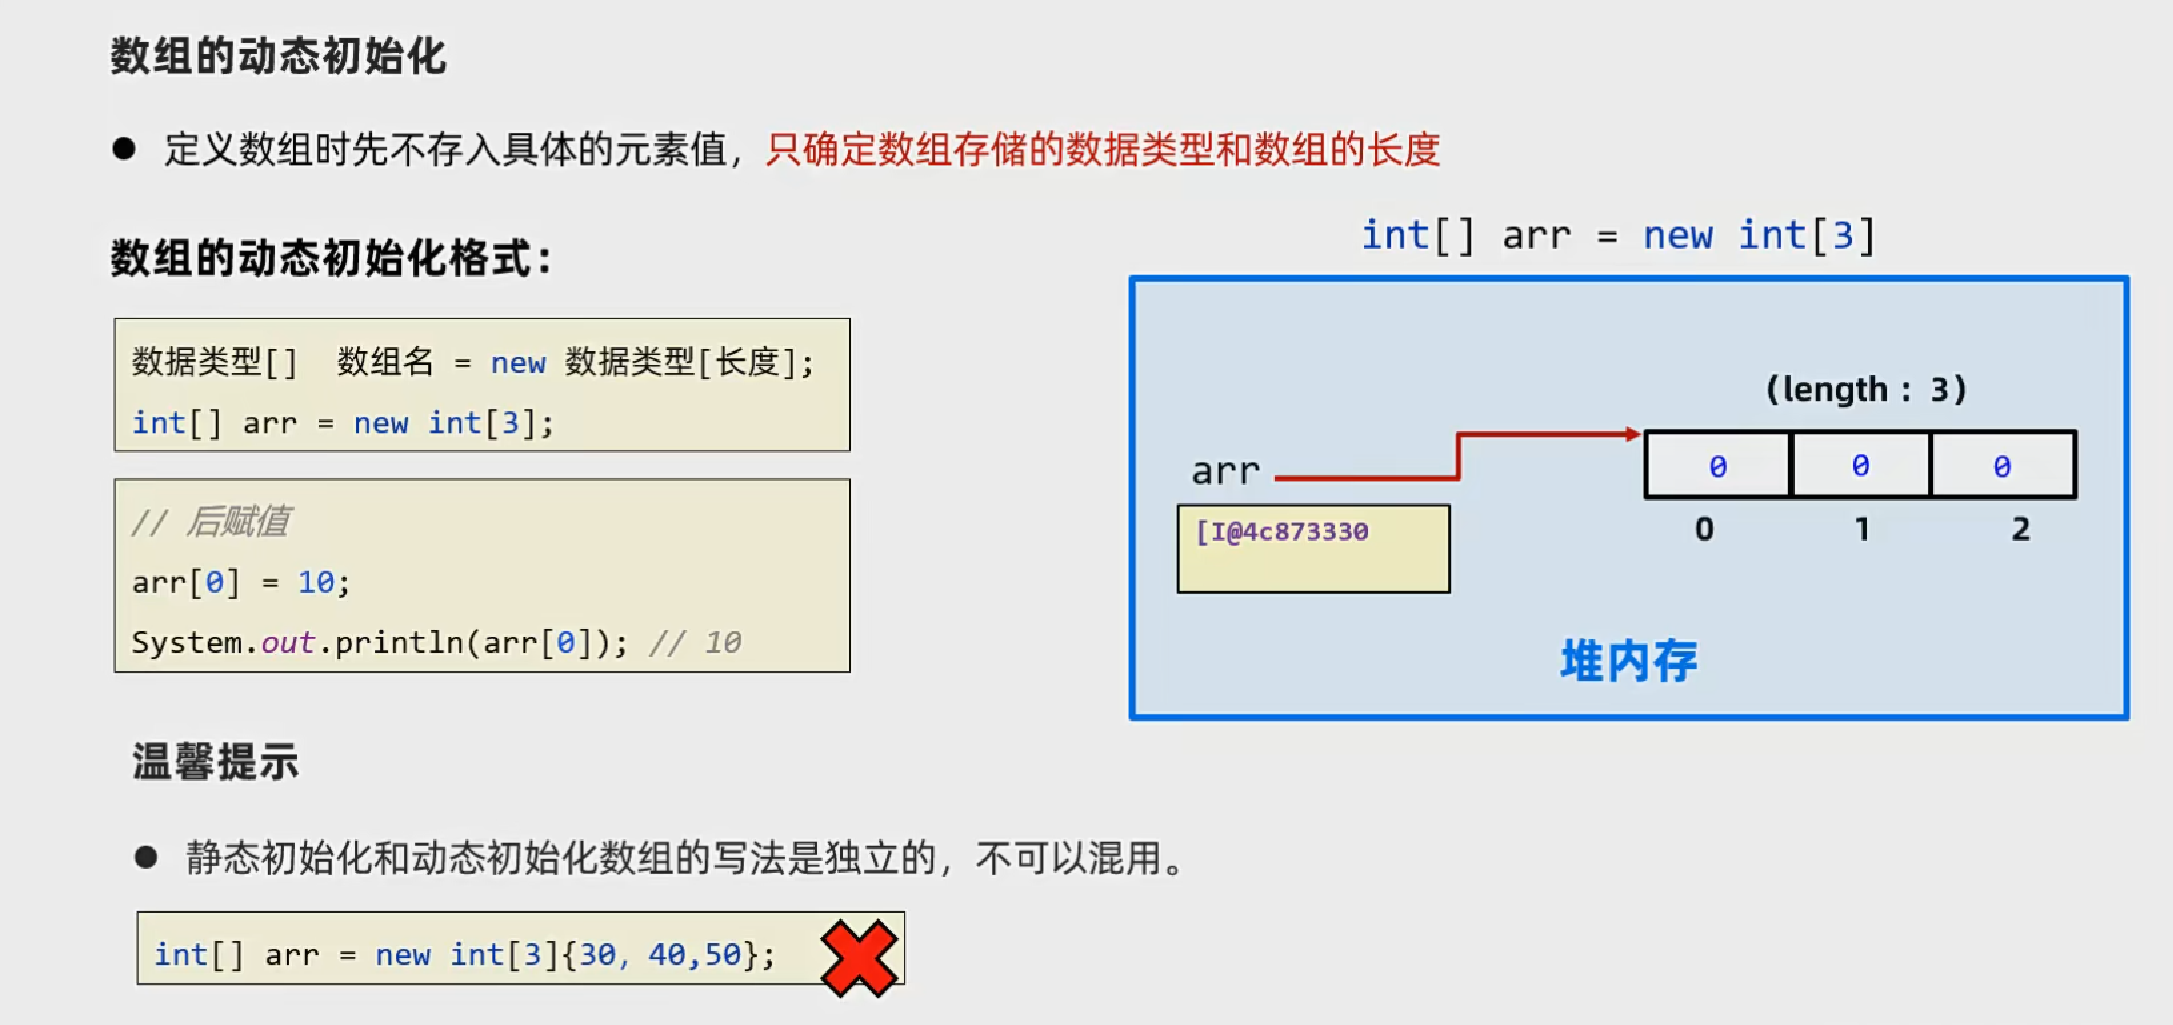 数组的动态初始化
● 定义数组时先不存入具体的元素值，只确定数组存储的数据类型和数组的长度
数组的动态初始化格式：
数据类型[] 数组名 = new 数据类型[长度];
int[] arr = new int[3];
// 后赋值
arr[0] = 10;
System.out.println(arr[0]); // 10
int[] arr = new int[3]
(length : 3)
arr
0 0 0
[I@4c873330
0 1 2
堆内存
温馨提示
● 静态初始化和动态初始化数组的写法是独立的，不可以混用。
int[] arr = new int[3]{30, 40,50};